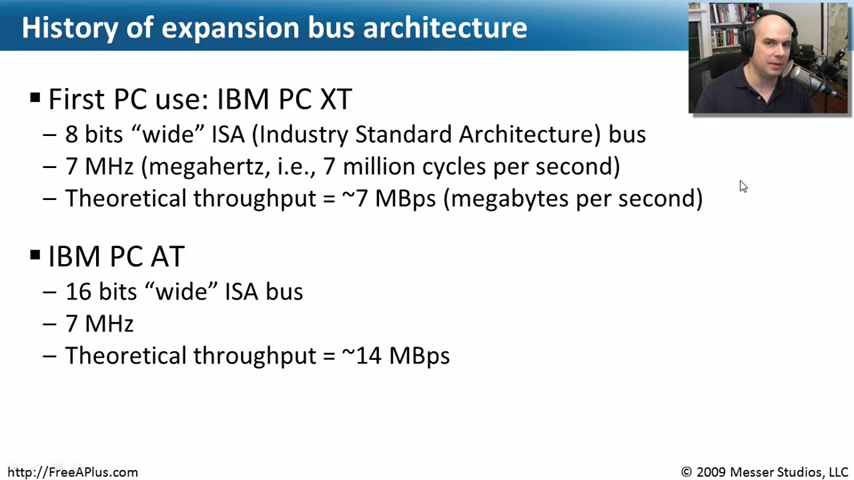 History of expansion bus architecture
▪ First PC use: IBM PC XT
– 8 bits “wide” ISA (Industry Standard Architecture) bus
– 7 MHz (megahertz, i.e., 7 million cycles per second)
– Theoretical throughput = ~7 MBps (megabytes per second)
▪ IBM PC AT
– 16 bits “wide” ISA bus
– 7 MHz
– Theoretical throughput = ~14 MBps
http://FreeAPlus.com
© 2009 Messer Studios, LLC